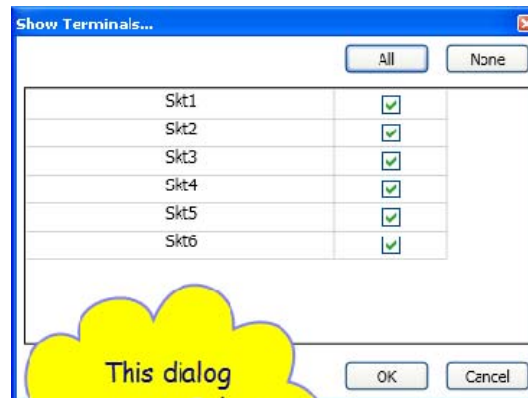 Show Terminals...
All None
Skt1
Skt2
Skt3
Skt4
Skt5
Skt6
This dialog
OK Cancel